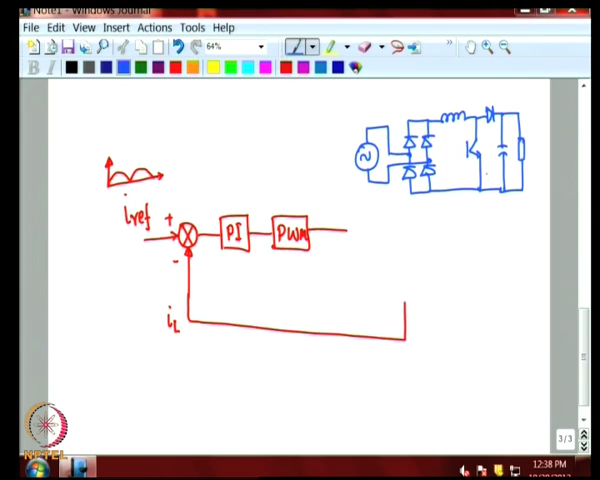 Note1 - Windows Journal
File Edit View Insert Actions Tools Help
64%
B I
iref
+
PI
PWM
-
iL
3/3
NPTEL
12:38 PM